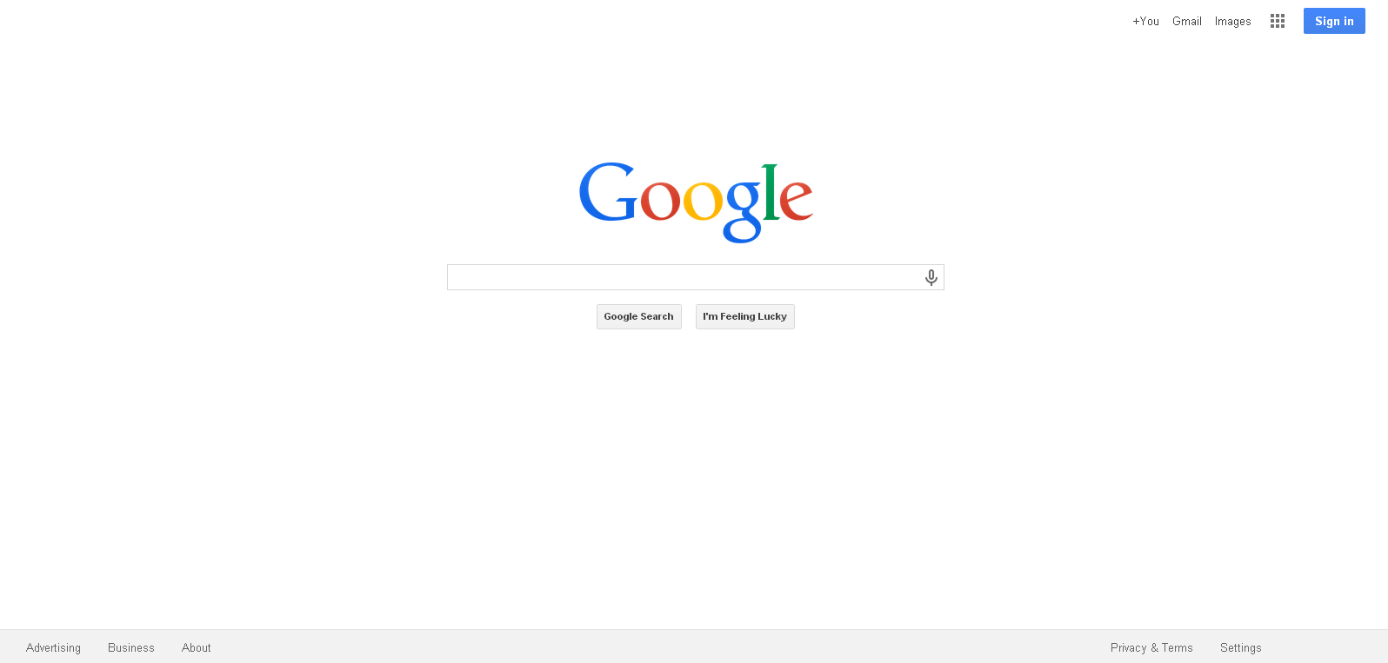 +You Gmail Images Sign in
Google
Google Search I'm Feeling Lucky
Advertising Business About Privacy & Terms Settings